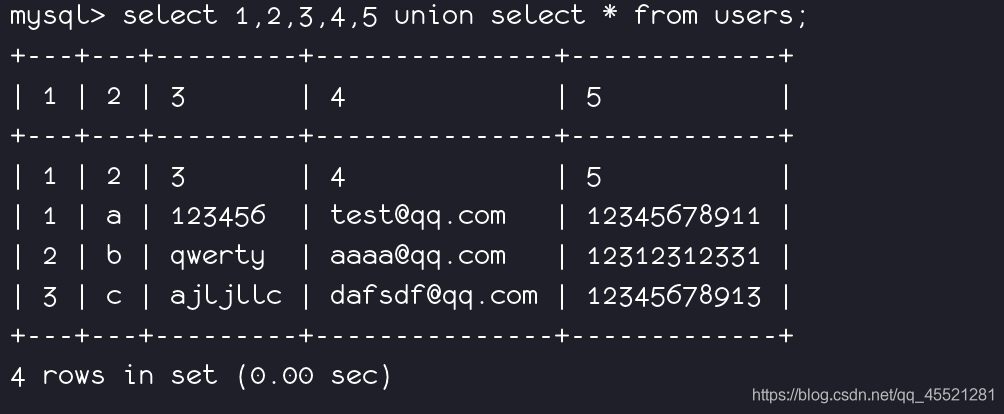 mysql> select 1,2,3,4,5 union select * from users;
+---+---+---------+---------------+-------------+
| 1 | 2 | 3       | 4             | 5           |
+---+---+---------+---------------+-------------+
| 1 | 2 | 3       | 4             | 5           |
| 1 | a | 123456  | test@qq.com   | 12345678911 |
| 2 | b | qwerty  | aaaa@qq.com   | 12312312331 |
| 3 | c | ajljllc | dafsdf@qq.com | 12345678913 |
+---+---+---------+---------------+-------------+
4 rows in set (0.00 sec)
https://blog.csdn.net/qq_45521281